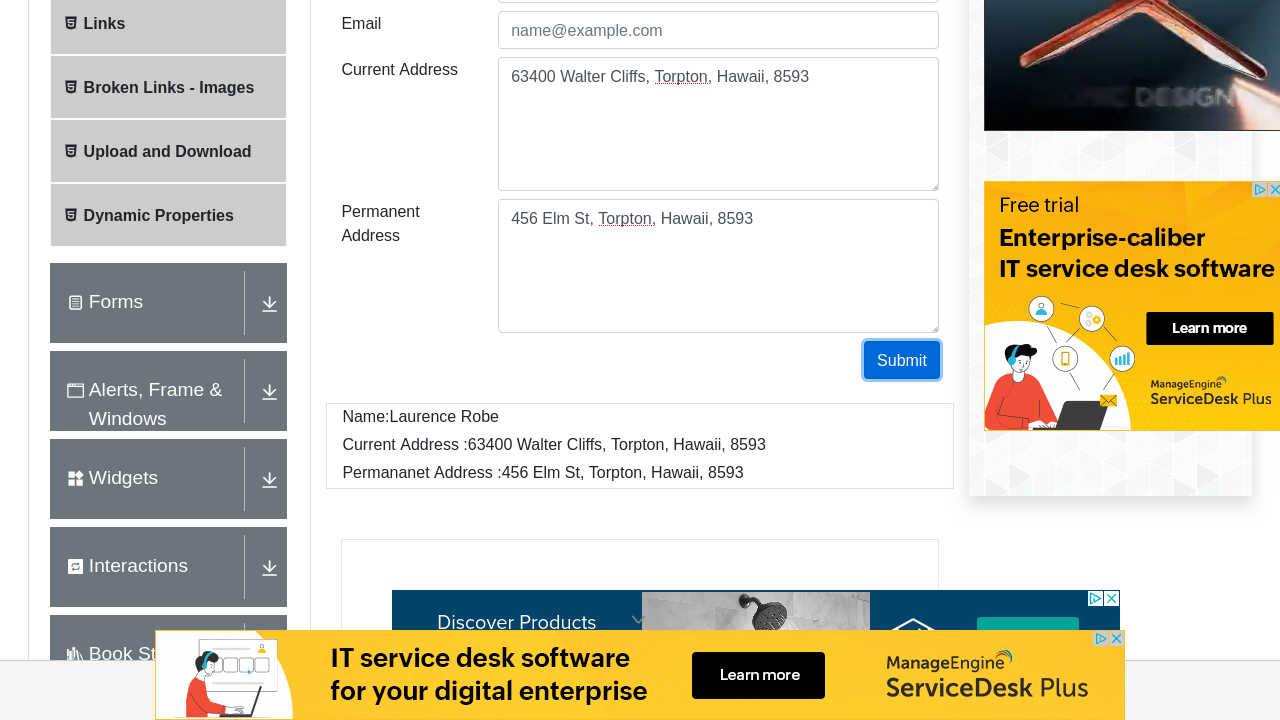 Links
Broken Links - Images
Upload and Download
Dynamic Properties
Forms
Alerts, Frame &
Windows
Widgets
Interactions
Book St
Email
name@example.com
Current Address
63400 Walter Cliffs, Torpton, Hawaii, 8593
Permanent
Address
456 Elm St, Torpton, Hawaii, 8593
Submit
Name:Laurence Robe
Current Address :63400 Walter Cliffs, Torpton, Hawaii, 8593
Permananet Address :456 Elm St, Torpton, Hawaii, 8593
DESIGN
Free trial
Enterprise-caliber
IT service desk software
Learn more
ManageEngine
ServiceDesk Plus
Discover Products
IT service desk software
for your digital enterprise
Learn more
ManageEngine
ServiceDesk Plus